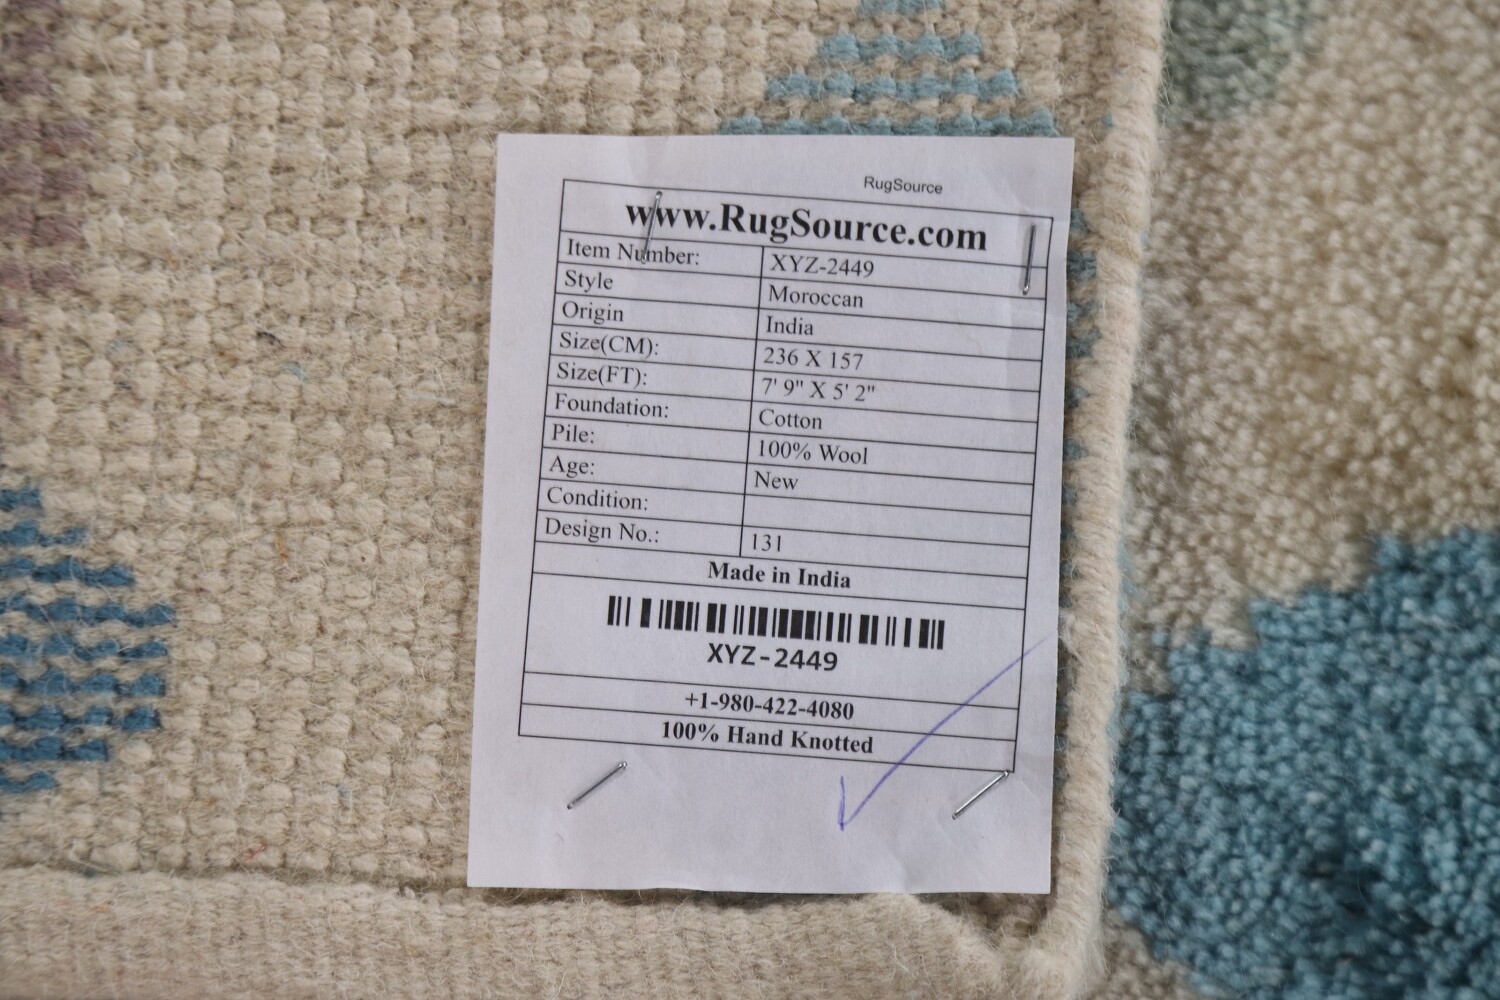 RugSource
www.RugSource.com
Item Number: XYZ-2449
Style Moroccan
Origin India
Size(CM): 236 X 157
Size(FT): 7' 9" X 5' 2"
Foundation: Cotton
Pile: 100% Wool
Age: New
Condition:
Design No.: 131
Made in India
XYZ-2449
+1-980-422-4080
100% Hand Knotted